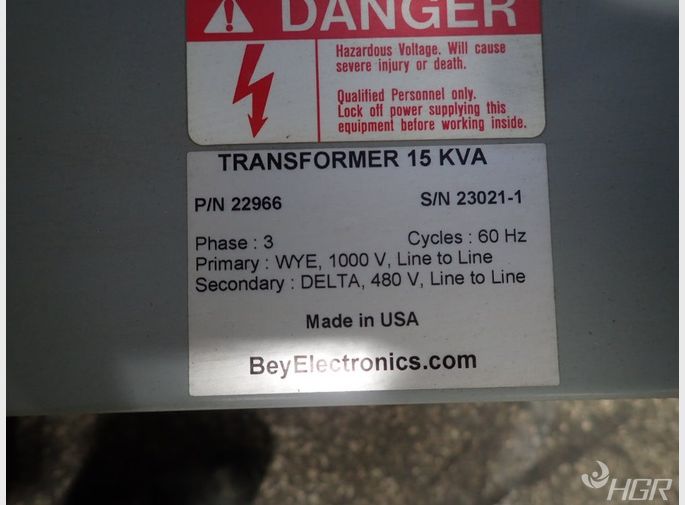 DANGER
Hazardous Voltage. Will cause
severe injury or death.
Qualified Personnel only.
Lock off power supplying this
equipment before working inside.
TRANSFORMER 15 KVA
P/N 22966 S/N 23021-1
Phase : 3 Cycles : 60 Hz
Primary : WYE, 1000 V, Line to Line
Secondary : DELTA, 480 V, Line to Line
Made in USA
BeyElectronics.com
HGR